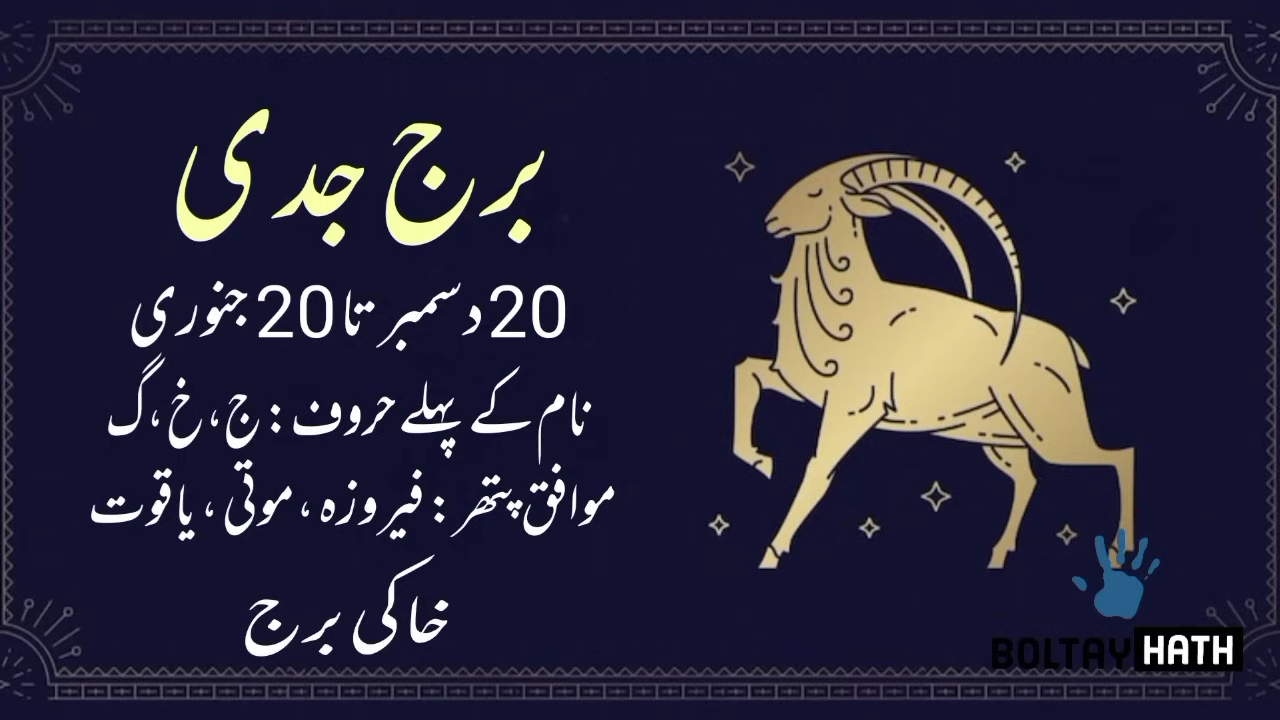 برج جدی
20 دسمبر تا 20 جنوری
نام کے پہلے حروف : ج، خ، گ
موافق پتھر : فیروزہ، موتی، یاقوت
خاکی برج
BOLTAY HATH